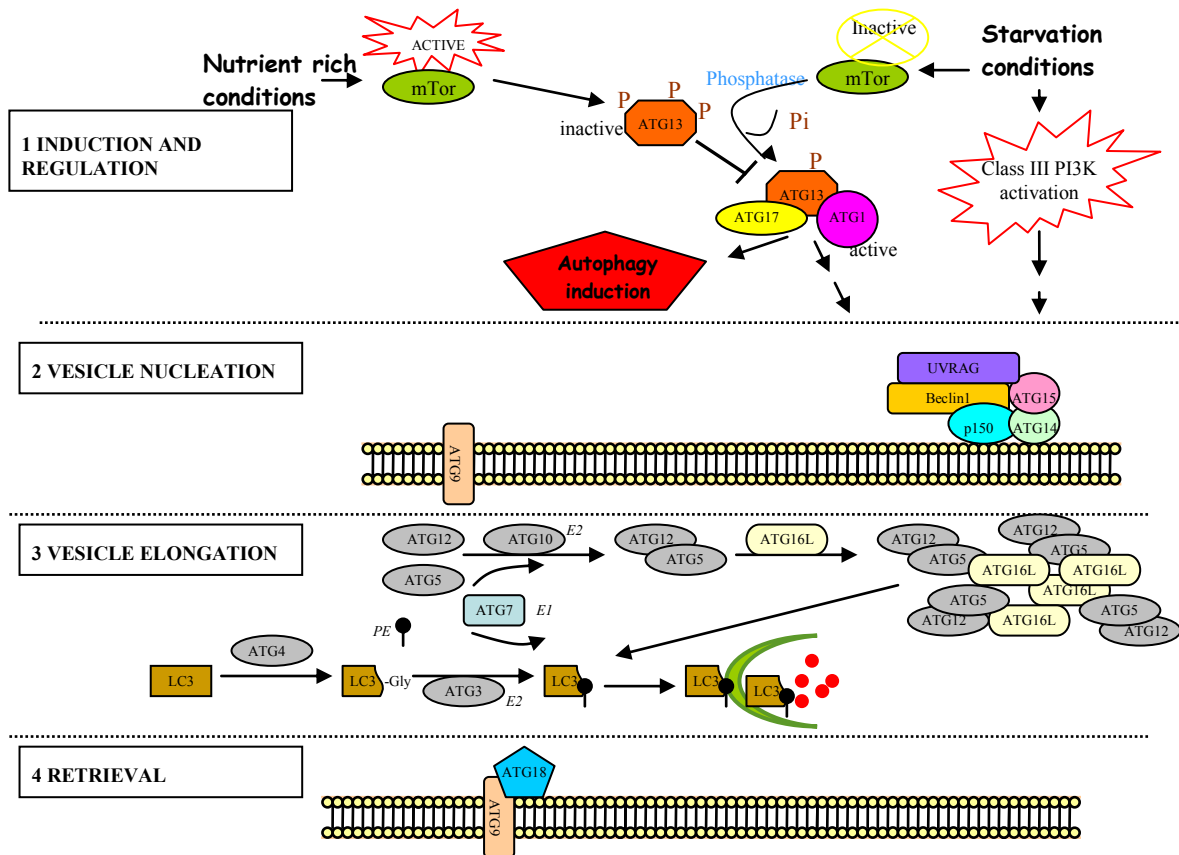 Nutrient rich
conditions
ACTIVE
mTor
Inactive
mTor
Starvation
conditions
Phosphatase
P
P
P
inactive
ATG13
Pi
1 INDUCTION AND
REGULATION
P
ATG13
ATG17
ATG1
active
Class III PI3K
activation
Autophagy
induction
2 VESICLE NUCLEATION
UVRAG
Beclin1
ATG15
p150
ATG14
ATG9
3 VESICLE ELONGATION
ATG12
ATG10
E2
ATG5
ATG12
ATG5
ATG16L
ATG12
ATG5
ATG12
ATG5
ATG16L
ATG16L
ATG16L
ATG5
ATG12
ATG16L
ATG5
ATG12
ATG7
E1
PE
LC3
ATG4
LC3
-Gly
ATG3
E2
LC3
LC3
LC3
4 RETRIEVAL
ATG18
ATG9